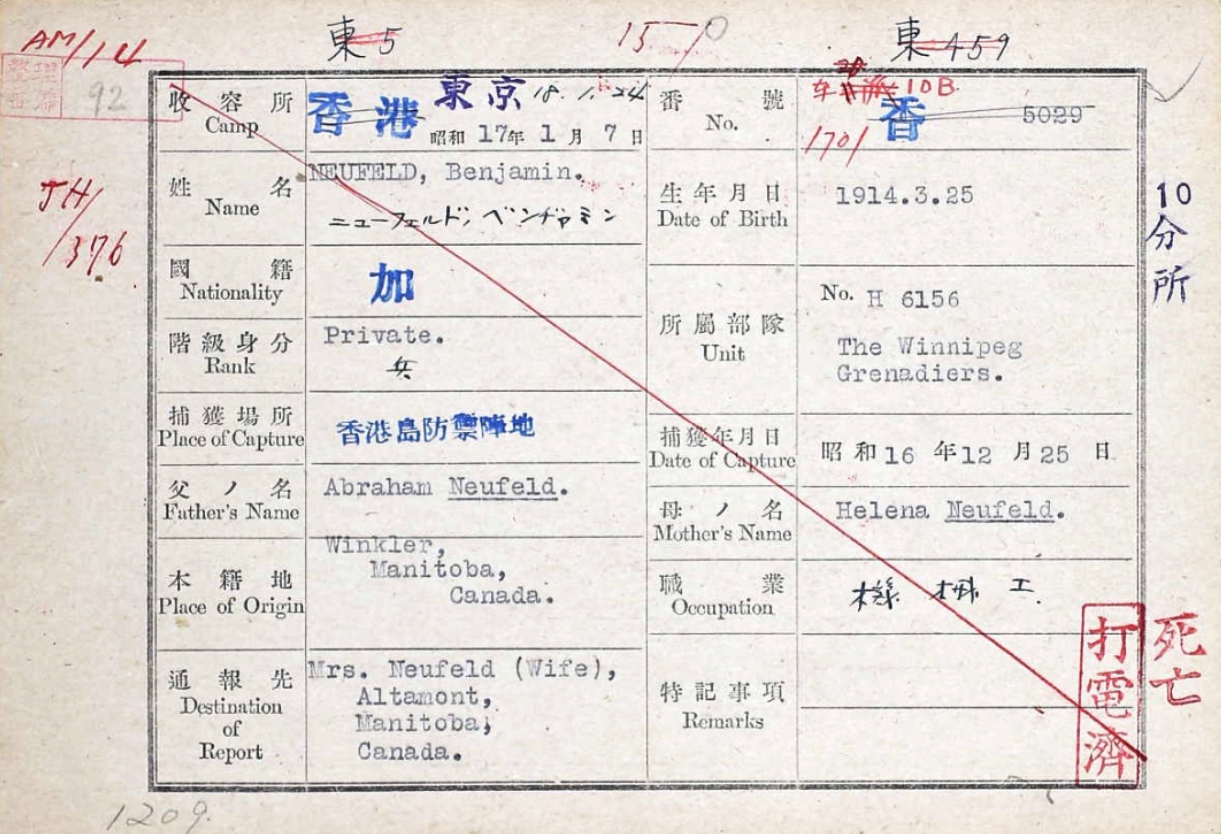 AM/14
東 5
15
0
東 459
整理
92
收容所
Camp
香港 東京 18. 1. 24
昭和 17年 1月 7日
番號
No.
10B
1701
香 5029
姓名
Name
NEUFELD, Benjamin.
ニューフェルド, ベンヂャミン
生年月日
Date of Birth
1914.3.25
JH/
/376
10
分
所
國籍
Nationality
加
所屬部隊
Unit
No. H 6156
The Winnipeg
Grenadiers.
階級身分
Rank
Private.
兵
捕獲場所
Place of Capture
香港島防禦陣地
捕獲年月日
Date of Capture
昭和16年12月25日
父ノ名
Father's Name
Abraham Neufeld.
母ノ名
Mother's Name
Helena Neufeld.
本籍地
Place of Origin
Winkler,
Manitoba,
Canada.
職業
Occupation
機械工.
通報先
Destination
of
Report
Mrs. Neufeld (Wife),
Altamont,
Manitoba,
Canada.
特記事項
Remarks
打電濟
死亡
1209.